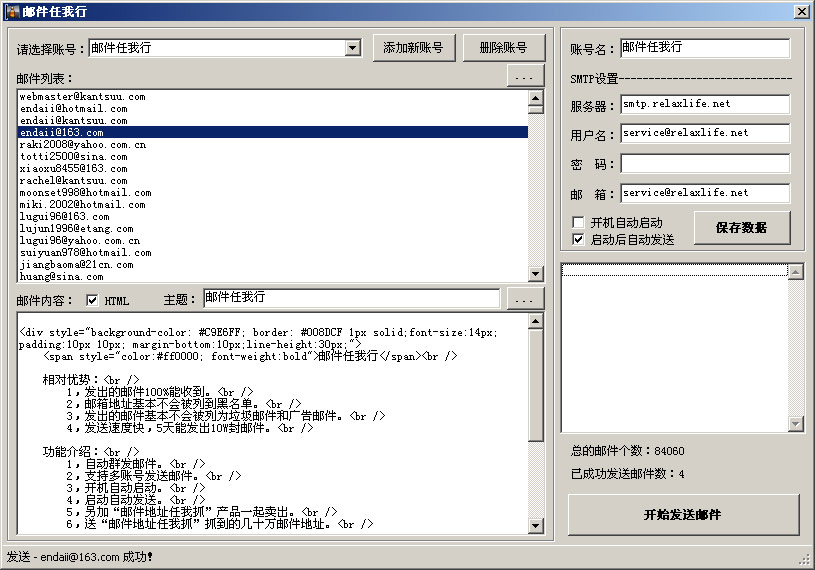 邮件任我行
请选择账号：
邮件任我行
添加新账号
删除账号
邮件列表：
...
webmaster@kantsuu.com
endaii@hotmail.com
endaii@kantsuu.com
endaii@163.com
raki2008@yahoo.com.cn
totti2500@sina.com
xiaoxu8455@163.com
rachel@kantsuu.com
moonset998@hotmail.com
miki.2002@hotmail.com
lugui96@163.com
lujun1996@etang.com
lugui96@yahoo.com.cn
suiyuan978@hotmail.com
jiangbaoma@21cn.com
huang@sina.com
邮件内容：
HTML
主题：
邮件任我行
...
<div style="background-color: #C9E6FF; border: #008DCF 1px solid;font-size:14px;
padding:10px 10px; margin-bottom:10px;line-height:30px;">
<span style="color:#ff0000; font-weight:bold">邮件任我行</span><br />
相对优势：<br />
1，发出的邮件100%能收到。<br />
2，邮箱地址基本不会被列到黑名单。<br />
3，发出的邮件基本不会被列为垃圾邮件和广告邮件。<br />
4，发送速度快，5天能发出10W封邮件。<br />
功能介绍：<br />
1，自动群发邮件。<br />
2，支持多账号发送邮件。<br />
3，开机自动启动。<br />
4，启动自动发送。<br />
5，另加“邮件地址任我抓”产品一起卖出。<br />
6，送“邮件地址任我抓”抓到的几十万邮件地址。<br />
账号名：
邮件任我行
SMTP设置-----------------------------
服务器：
smtp.relaxlife.net
用户名：
service@relaxlife.net
密 码：
邮 箱：
service@relaxlife.net
开机自动启动
启动后自动发送
保存数据
总的邮件个数：84060
已成功发送邮件数：4
开始发送邮件
发送 - endaii@163.com 成功！